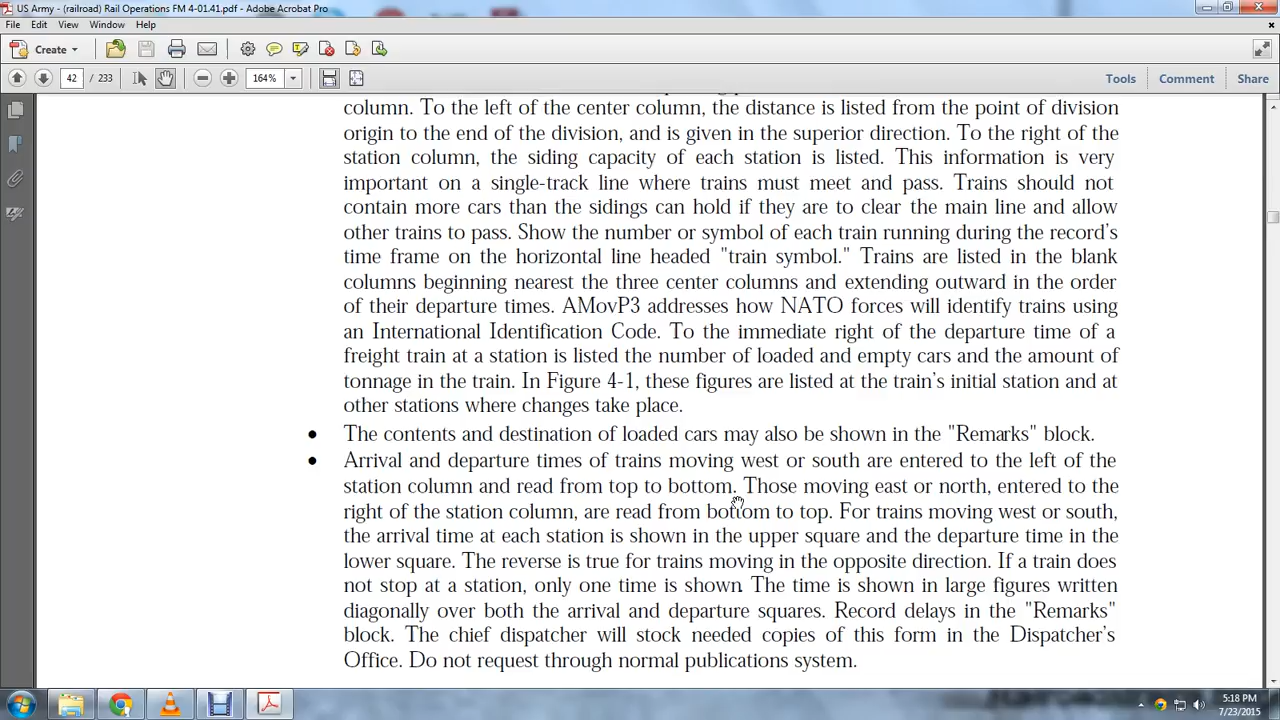 US Army - (railroad) Rail Operations FM 4-01.41.pdf - Adobe Acrobat Pro
File Edit View Window Help
Create
42 / 233 164% Tools Comment Share
column. To the left of the center column, the distance is listed from the point of division
origin to the end of the division, and is given in the superior direction. To the right of the
station column, the siding capacity of each station is listed. This information is very
important on a single-track line where trains must meet and pass. Trains should not
contain more cars than the sidings can hold if they are to clear the main line and allow
other trains to pass. Show the number or symbol of each train running during the record's
time frame on the horizontal line headed "train symbol." Trains are listed in the blank
columns beginning nearest the three center columns and extending outward in the order
of their departure times. AMovP3 addresses how NATO forces will identify trains using
an International Identification Code. To the immediate right of the departure time of a
freight train at a station is listed the number of loaded and empty cars and the amount of
tonnage in the train. In Figure 4-1, these figures are listed at the train's initial station and at
other stations where changes take place.
• The contents and destination of loaded cars may also be shown in the "Remarks" block.
• Arrival and departure times of trains moving west or south are entered to the left of the
station column and read from top to bottom. Those moving east or north, entered to the
right of the station column, are read from bottom to top. For trains moving west or south,
the arrival time at each station is shown in the upper square and the departure time in the
lower square. The reverse is true for trains moving in the opposite direction. If a train does
not stop at a station, only one time is shown. The time is shown in large figures written
diagonally over both the arrival and departure squares. Record delays in the "Remarks"
block. The chief dispatcher will stock needed copies of this form in the Dispatcher's
Office. Do not request through normal publications system.
5:18 PM
7/23/2015